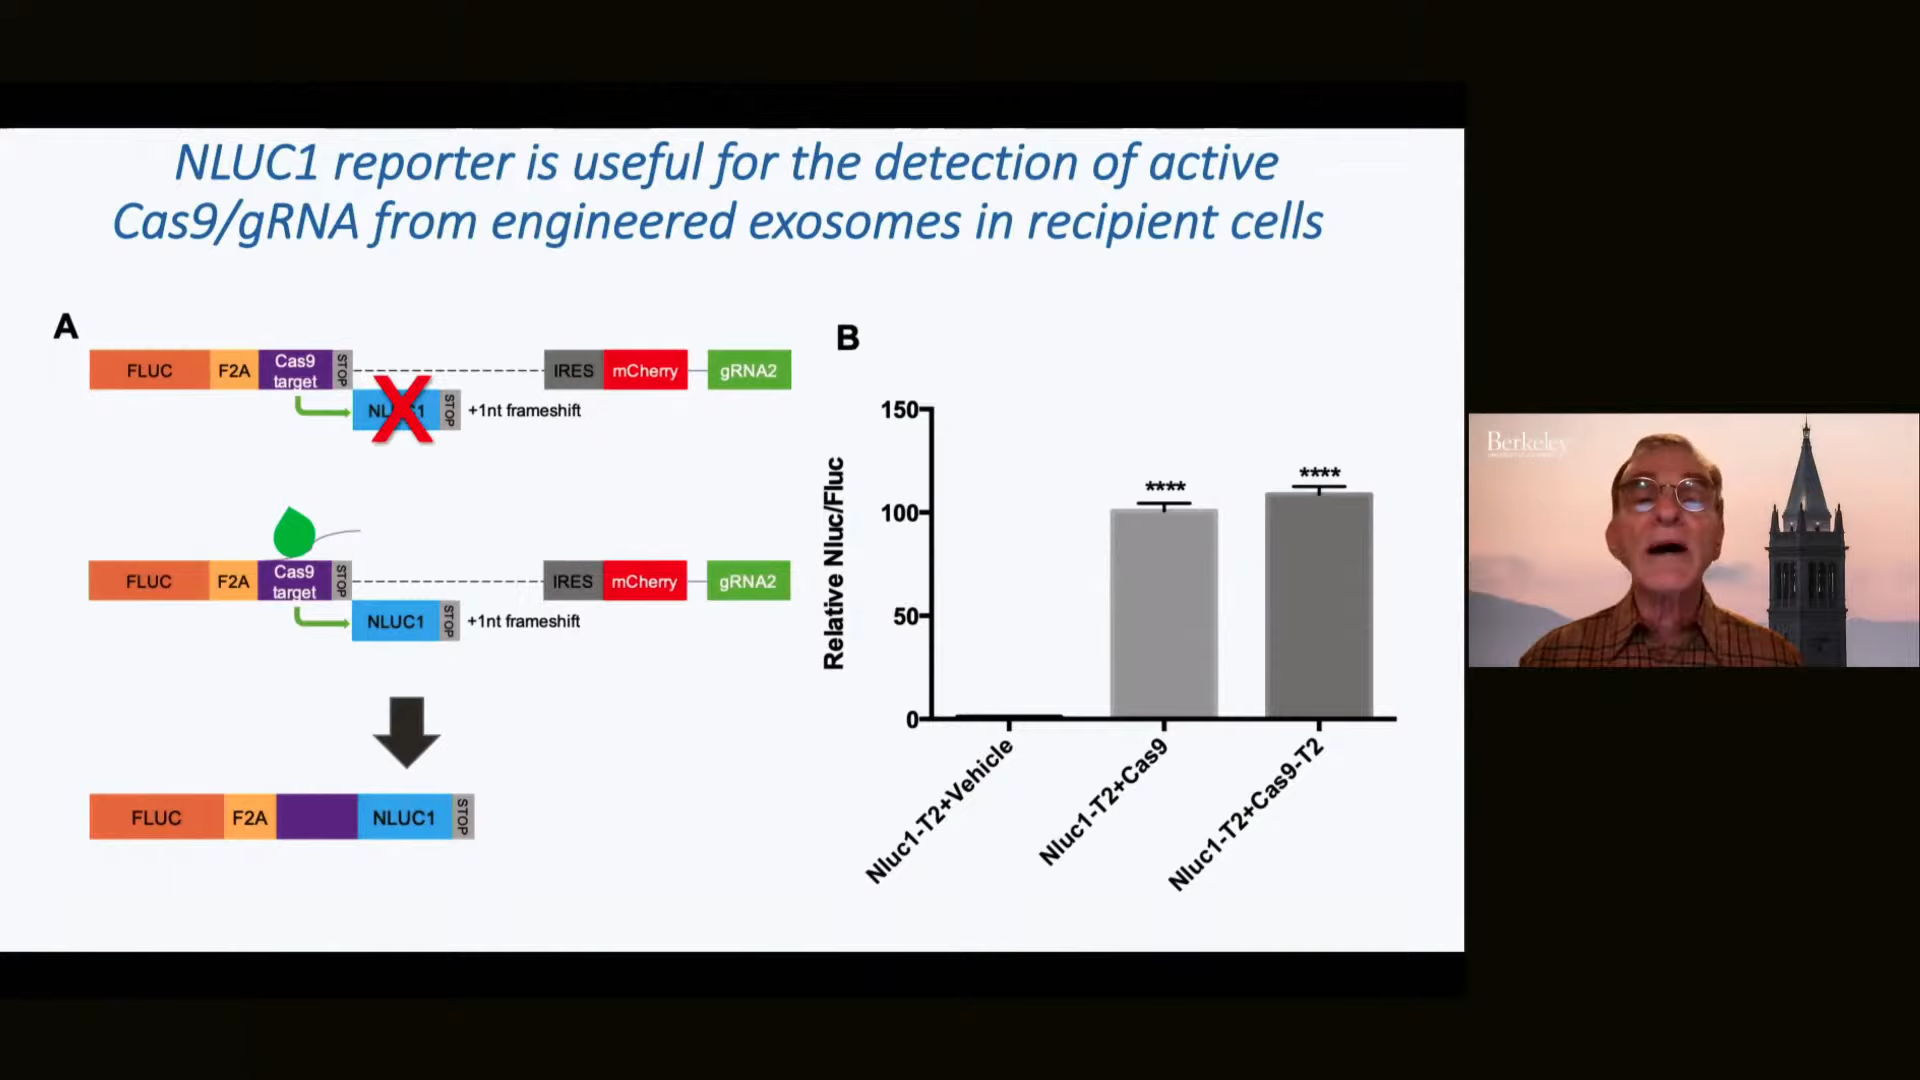 NLUC1 reporter is useful for the detection of active
Cas9/gRNA from engineered exosomes in recipient cells
A
FLUC F2A Cas9 target STOP IRES mCherry gRNA2
STOP +1nt frameshift
FLUC F2A Cas9 target STOP IRES mCherry gRNA2
NLUC1 STOP +1nt frameshift
FLUC F2A NLUC1 STOP
B
Relative Nluc/Fluc
150
100
50
0
**** ****
Nluc1-T2+Vehicle
Nluc1-T2+Cas9
Nluc1-T2+Cas9-T2
Berkeley